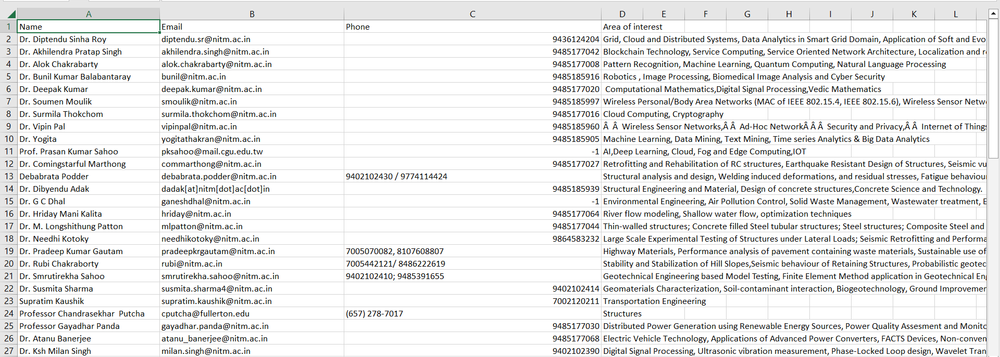 A B C D E F G H I J K L
1 Name Email Phone Area of interest
2 Dr. Diptendu Sinha Roy diptendu.sr@nitm.ac.in 9436124204 Grid, Cloud and Distributed Systems, Data Analytics in Smart Grid Domain, Application of Soft and Evo
3 Dr. Akhilendra Pratap Singh akhilendra.singh@nitm.ac.in 9485177042 Blockchain Technology, Service Computing, Service Oriented Network Architecture, Localization and r
4 Dr. Alok Chakrabarty alok.chakrabarty@nitm.ac.in 9485177008 Pattern Recognition, Machine Learning, Quantum Computing, Natural Language Processing
5 Dr. Bunil Kumar Balabantaray bunil@nitm.ac.in 9485185916 Robotics , Image Processing, Biomedical Image Analysis and Cyber Security
6 Dr. Deepak Kumar deepak.kumar@nitm.ac.in 9485177020 Computational Mathematics,Digital Signal Processing,Vedic Mathematics
7 Dr. Soumen Moulik smoulik@nitm.ac.in 9485185997 Wireless Personal/Body Area Networks (MAC of IEEE 802.15.4, IEEE 802.15.6), Wireless Sensor Netw
8 Dr. Surmila Thokchom surmila.thokchom@nitm.ac.in 9485177016 Cloud Computing, Cryptography
9 Dr. Vipin Pal vipinpal@nitm.ac.in 9485185960 Â Â Wireless Sensor Networks,Â Â Ad-Hoc NetworkÂ Â Â Security and Privacy,Â Â Internet of Things
10 Dr. Yogita yogitathakran@nitm.ac.in 9485185905 Machine Learning, Data Mining, Text Mining, Time series Analytics & Big Data Analytics
11 Prof. Prasan Kumar Sahoo pksahoo@mail.cgu.edu.tw -1 AI,Deep Learning, Cloud, Fog and Edge Computing,IOT
12 Dr. Comingstarful Marthong commarthong@nitm.ac.in 9485177027 Retrofitting and Rehabilitation of RC structures, Earthquake Resistant Design of Structures, Seismic vu
13 Debabrata Podder debabrata.podder@nitm.ac.in 9402102430 / 9774114424 Structural analysis and design, Welding induced deformations, and residual stresses, Fatigue behaviou
14 Dr. Dibyendu Adak dadak[at]nitm[dot]ac[dot]in 9485185939 Structural Engineering and Material, Design of concrete structures,Concrete Science and Technology.
15 Dr. G C Dhal ganeshdhal@nitm.ac.in -1 Environmental Engineering, Air Pollution Control, Solid Waste Management, Wastewater treatment, E
16 Dr. Hriday Mani Kalita hriday@nitm.ac.in 9485177064 River flow modeling, Shallow water flow, optimization techniques
17 Dr. M. Longshithung Patton mlpatton@nitm.ac.in 9485177044 Thin-walled structures; Concrete filled Steel tubular structures; Steel structures; Composite Steel and
18 Dr. Needhi Kotoky needhikotoky@nitm.ac.in 9864583232 Large Scale Experimental Testing of Structures under Lateral Loads; Seismic Retrofitting and Performa
19 Dr. Pradeep Kumar Gautam pradeepkrgautam@nitm.ac.in 7005070082, 8107608807 Highway Materials, Performance analysis of pavement containing waste materials, Sustainable use of
20 Dr. Rubi Chakraborty rubi@nitm.ac.in 7005442121/ 8486222619 Stability and Stabilization of Hill Slopes,Seismic behaviour of Retaining Structures, Probabilistic geotec
21 Dr. Smrutirekha Sahoo smrutirekha.sahoo@nitm.ac.in 9402102410; 9485391655 Geotechnical Engineering based Model Testing, Finite Element Method application in Geotechnical En
22 Dr. Susmita Sharma susmita.sharma4@nitm.ac.in 9402102414 Geomaterials Characterization, Soil-contaminant interaction, Biogeotechnology, Ground Improvemen
23 Supratim Kaushik supratim.kaushik@nitm.ac.in 7002120211 Transportation Engineering
24 Professor Chandrasekhar Putcha cputcha@fullerton.edu (657) 278-7017 Structures
25 Professor Gayadhar Panda gayadhar.panda@nitm.ac.in 9485177030 Distributed Power Generation using Renewable Energy Sources, Power Quality Assesment and Monito
26 Dr. Atanu Banerjee atanu_banerjee@nitm.ac.in 9485177068 Electric Vehicle Technology, Applications of Advanced Power Converters, FACTS Devices, Non-conven
27 Dr. Ksh Milan Singh milan.singh@nitm.ac.in 9402102390 Digital Signal Processing, Ultrasonic vibration measurement, Phase-Locked Loop design, Wavelet Tran